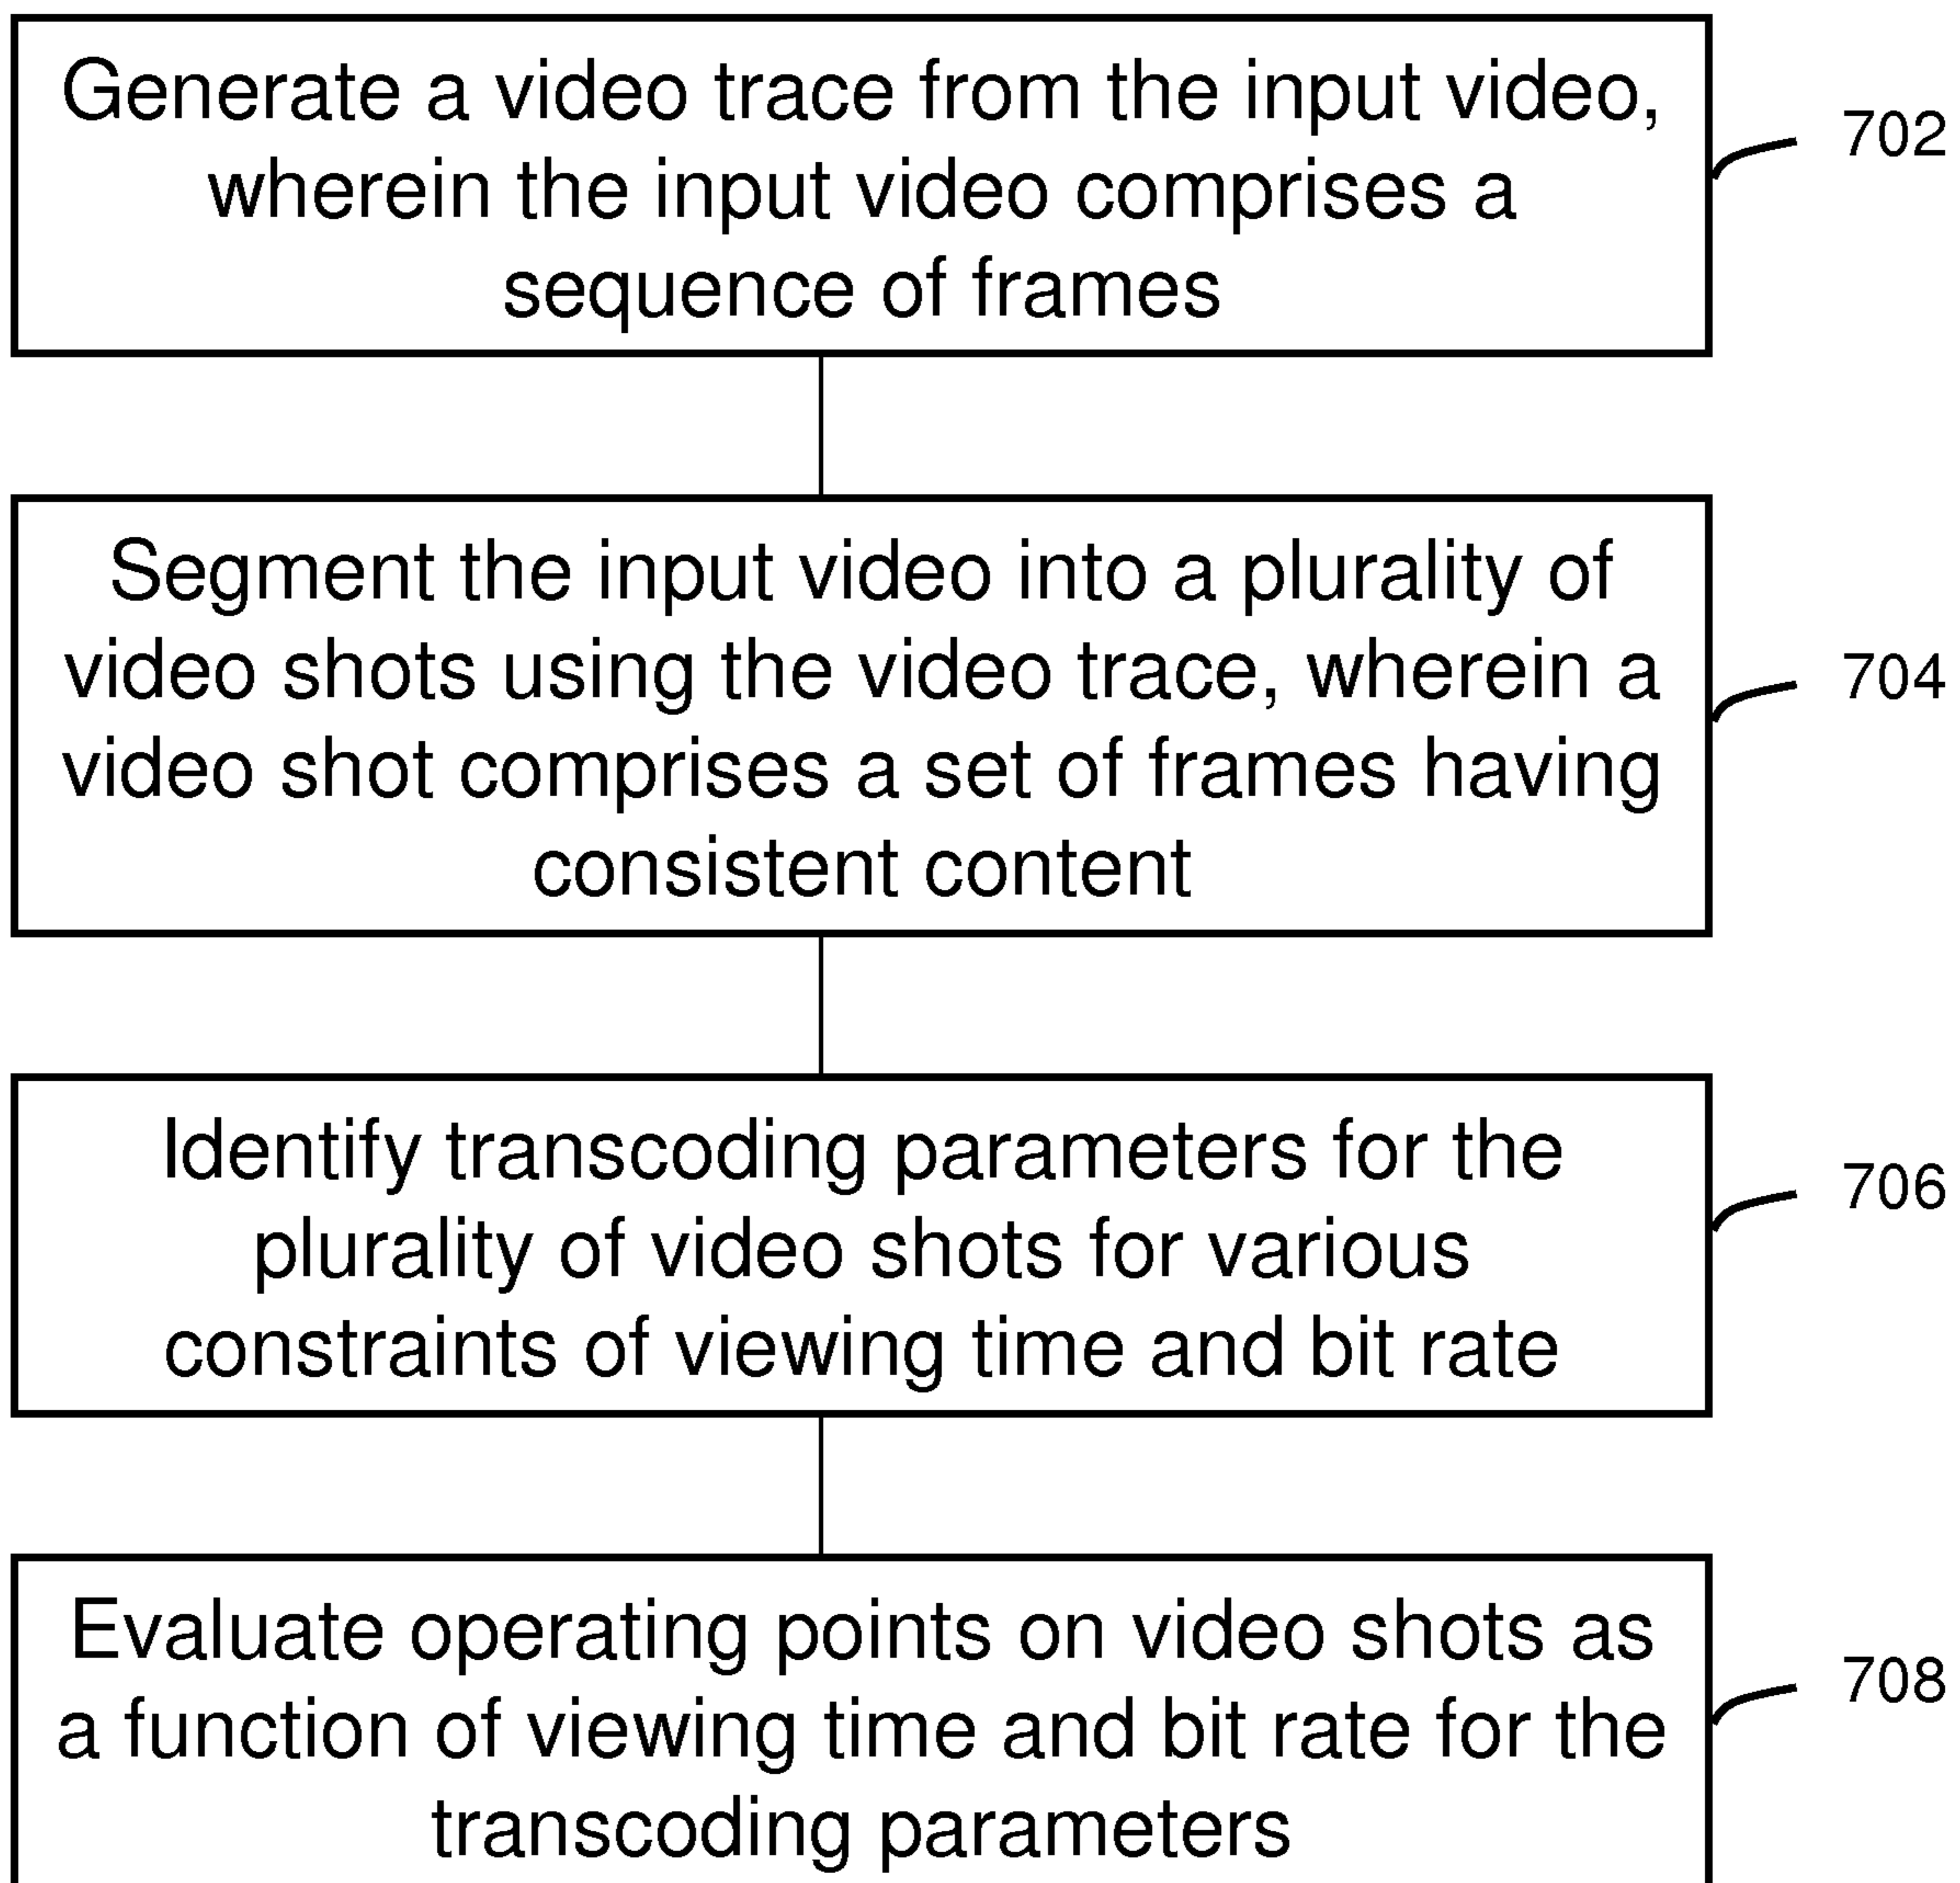 Generate a video trace from the input video,
wherein the input video comprises a
sequence of frames
702
Segment the input video into a plurality of
video shots using the video trace, wherein a
video shot comprises a set of frames having
consistent content
704
Identify transcoding parameters for the
plurality of video shots for various
constraints of viewing time and bit rate
706
Evaluate operating points on video shots as
a function of viewing time and bit rate for the
transcoding parameters
708